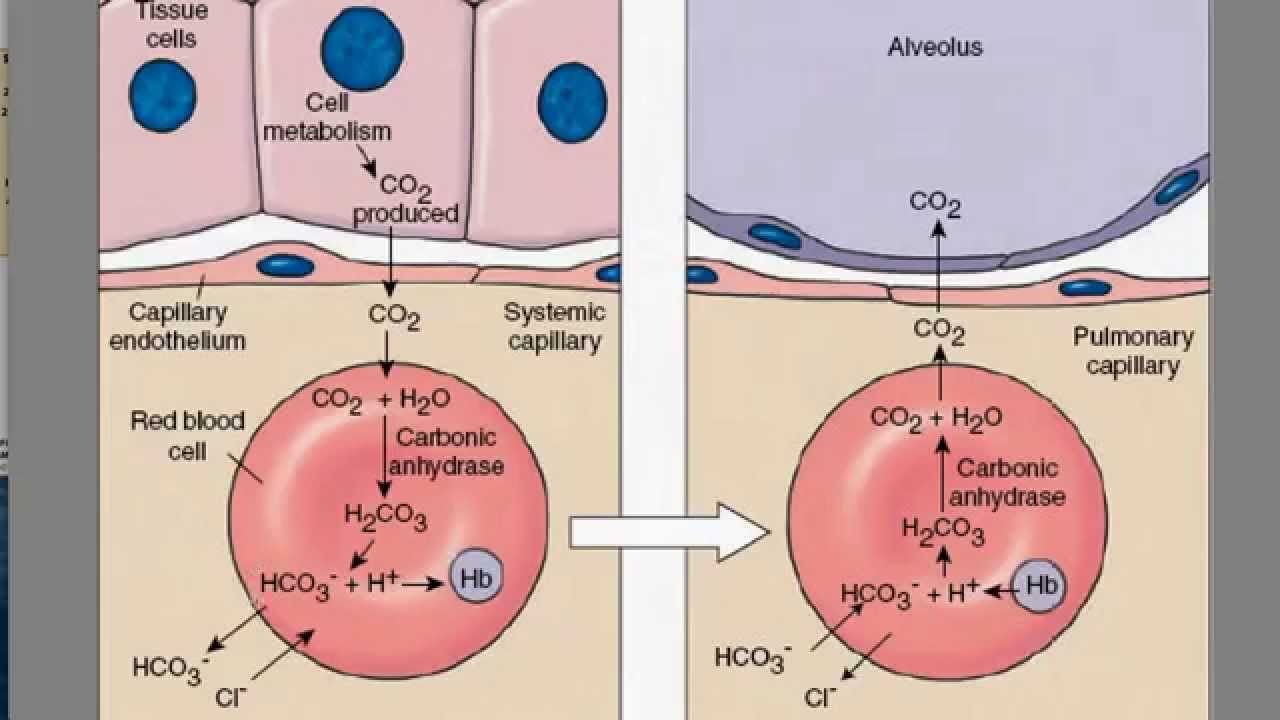 Tissue
cells
Cell
metabolism
CO₂
produced
Capillary
endothelium
CO₂
Systemic
capillary
CO₂ + H₂O
Red blood
cell
Carbonic
anhydrase
H₂CO₃
HCO₃⁻ + H⁺
Hb
HCO₃⁻
Cl⁻
Alveolus
CO₂
CO₂
Pulmonary
capillary
CO₂ + H₂O
Carbonic
anhydrase
H₂CO₃
HCO₃⁻ + H⁺
Hb
HCO₃⁻
Cl⁻